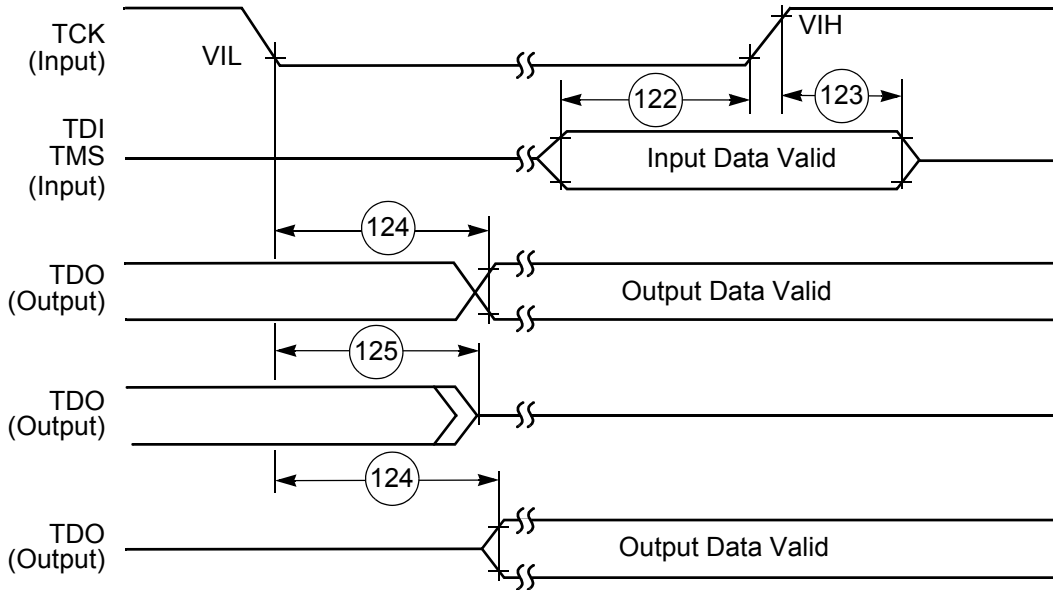 TCK
(Input)
VIL
VIH
122
123
TDI
TMS
(Input)
Input Data Valid
124
TDO
(Output)
Output Data Valid
125
TDO
(Output)
124
TDO
(Output)
Output Data Valid